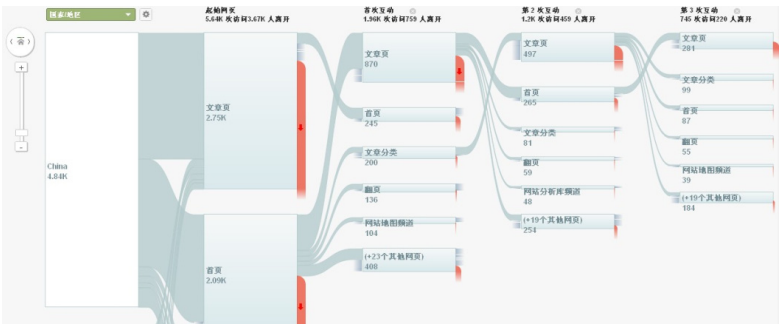 国家/地区
起始网页
5.64K 次访问3.67K 人离开
首次互动
1.96K 次访问759 人离开
第 2 次互动
1.2K 次访问459 人离开
第 3 次互动
745 次访问220 人离开
China
4.84K
文章页
2.75K
首页
2.09K
文章页
870
首页
245
文章分类
200
翻页
136
网站地图频道
104
(+23个其他网页)
408
文章页
497
首页
265
文章分类
81
翻页
59
网站分析库频道
48
(+19个其他网页)
254
文章页
281
文章分类
99
首页
87
翻页
55
网站地图频道
39
(+19个其他网页)
184